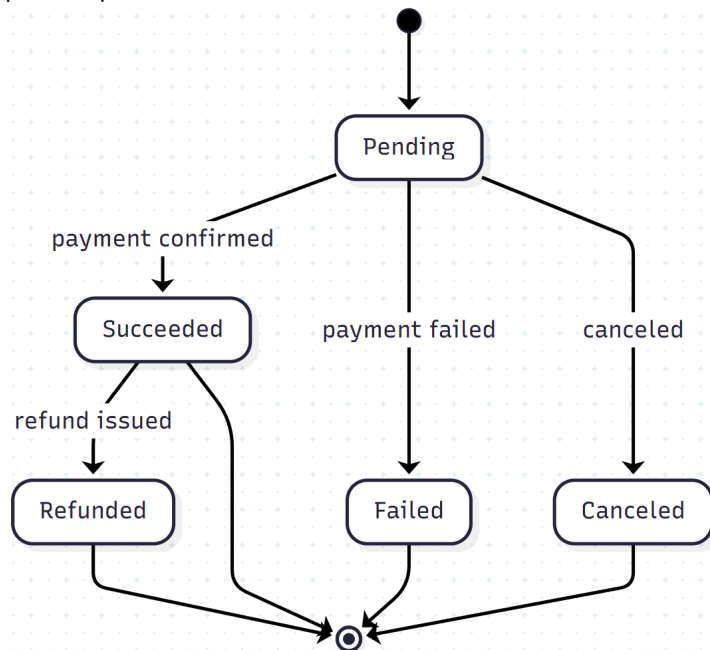 Pending
payment confirmed
Succeeded
payment failed
canceled
refund issued
Refunded
Failed
Canceled